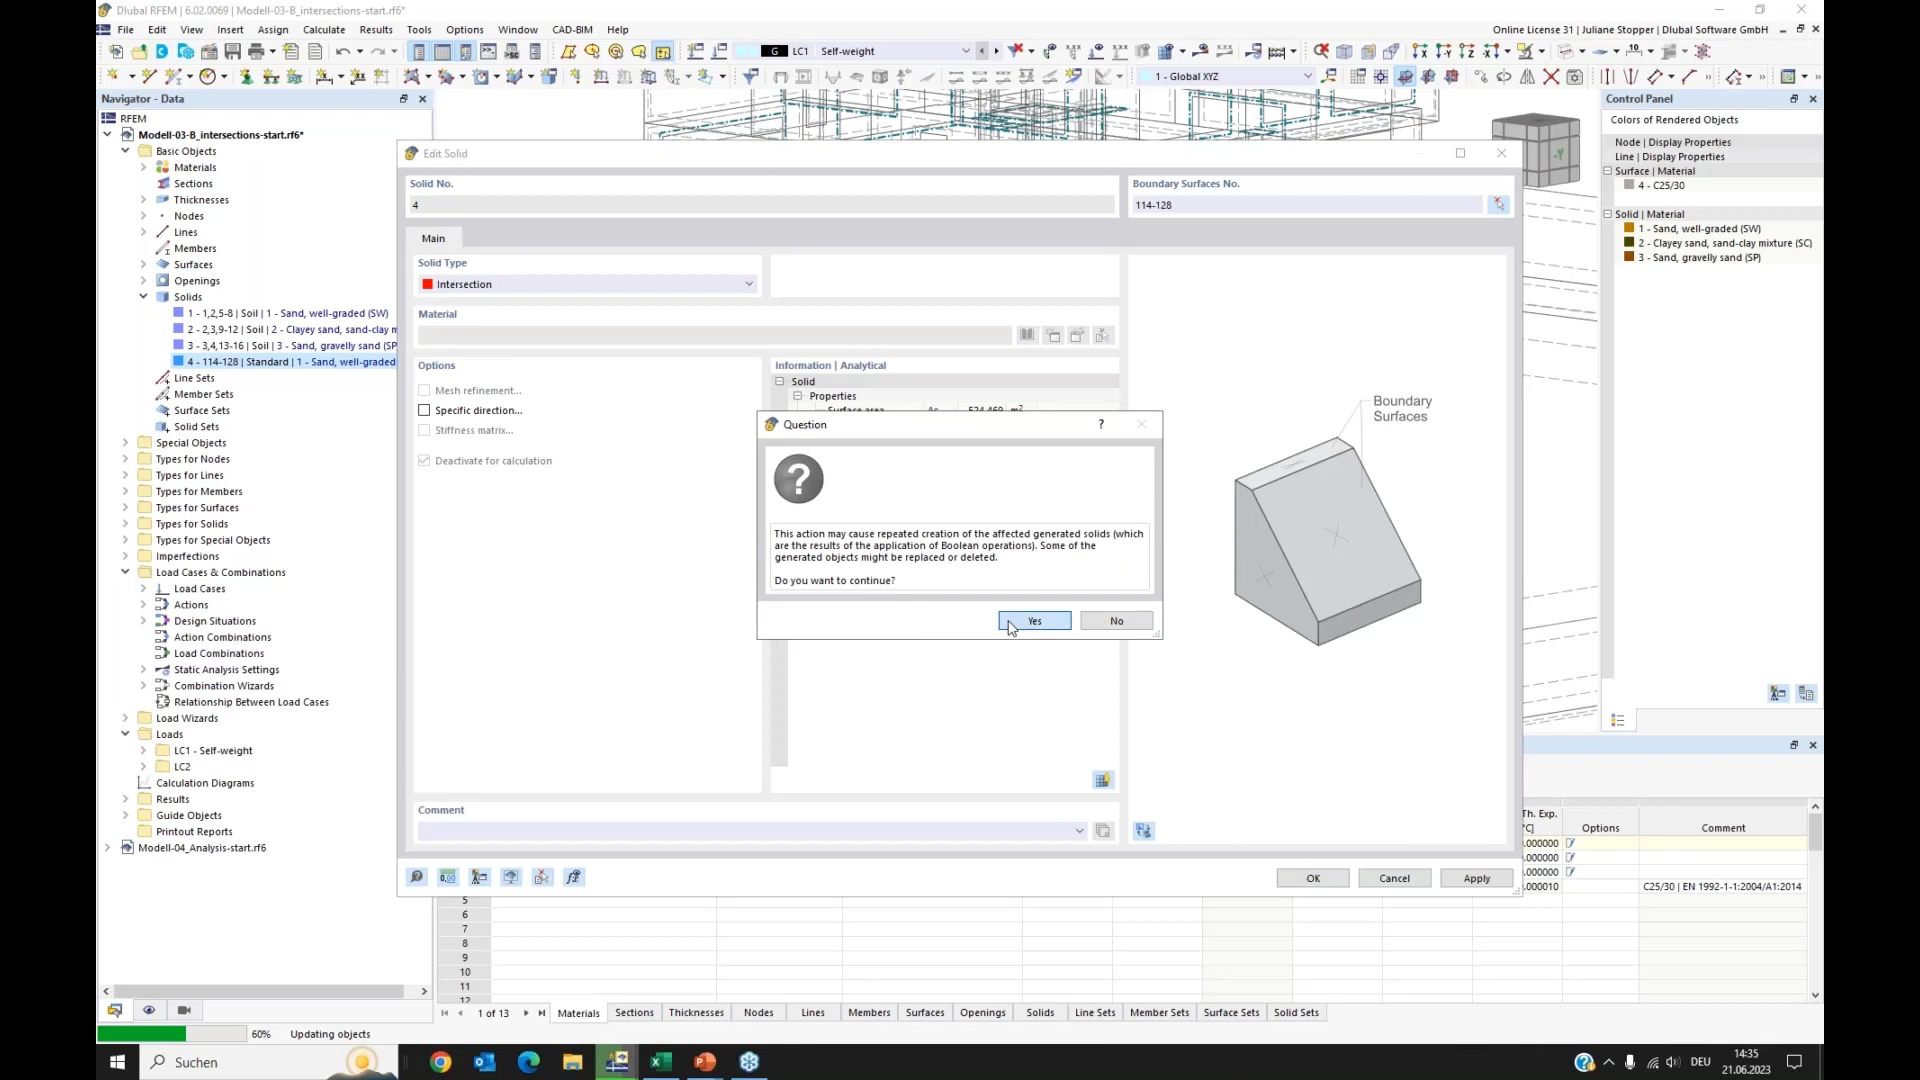 Dlubal RFEM | 6.02.0069 | Modell-03-B_intersections-start.rf6*
File Edit View Insert Assign Calculate Results Tools Options Window CAD-BIM Help
Online License 31 | Juliane Stopper | Dlubal Software GmbH
G LC1 Self-weight
1 - Global XYZ
Navigator - Data
RFEM
Modell-03-B_intersections-start.rf6*
Basic Objects
Materials
Sections
Thicknesses
Nodes
Lines
Members
Surfaces
Openings
Solids
1 - 1,2,5-8 | Soil | 1 - Sand, well-graded (SW)
2 - 2,3,9-12 | Soil | 2 - Clayey sand, sand-clay m
3 - 3,4,13-16 | Soil | 3 - Sand, gravelly sand (SP
4 - 114-128 | Standard | 1 - Sand, well-graded
Line Sets
Member Sets
Surface Sets
Solid Sets
Special Objects
Types for Nodes
Types for Lines
Types for Members
Types for Surfaces
Types for Solids
Types for Special Objects
Imperfections
Load Cases & Combinations
Load Cases
Actions
Design Situations
Action Combinations
Load Combinations
Static Analysis Settings
Combination Wizards
Relationship Between Load Cases
Load Wizards
Loads
LC1 - Self-weight
LC2
Calculation Diagrams
Results
Guide Objects
Printout Reports
Modell-04_Analysis-start.rf6
Edit Solid
Solid No.
4
Boundary Surfaces No.
114-128
Main
Solid Type
Intersection
Material
Options
Mesh refinement...
Specific direction...
Stiffness matrix...
Deactivate for calculation
Information | Analytical
Solid
Properties
Surface area As 524.469 m²
Boundary
Surfaces
Question
?
This action may cause repeated creation of the affected generated solids (which
are the results of the application of Boolean operations). Some of the
generated objects might be replaced or deleted.
Do you want to continue?
Yes No
Comment
OK Cancel Apply
Control Panel
Colors of Rendered Objects
Node | Display Properties
Line | Display Properties
Surface | Material
4 - C25/30
Solid | Material
1 - Sand, well-graded (SW)
2 - Clayey sand, sand-clay mixture (SC)
3 - Sand, gravelly sand (SP)
Th. Exp.
°C] Options Comment
.000000
.000000
.000000
.000010 C25/30 | EN 1992-1-1:2004/A1:2014
5
6
7
8
9
10
11
12
1 of 13 Materials Sections Thicknesses Nodes Lines Members Surfaces Openings Solids Line Sets Member Sets Surface Sets Solid Sets
60% Updating objects
Suchen
DEU
14:35
21.06.2023